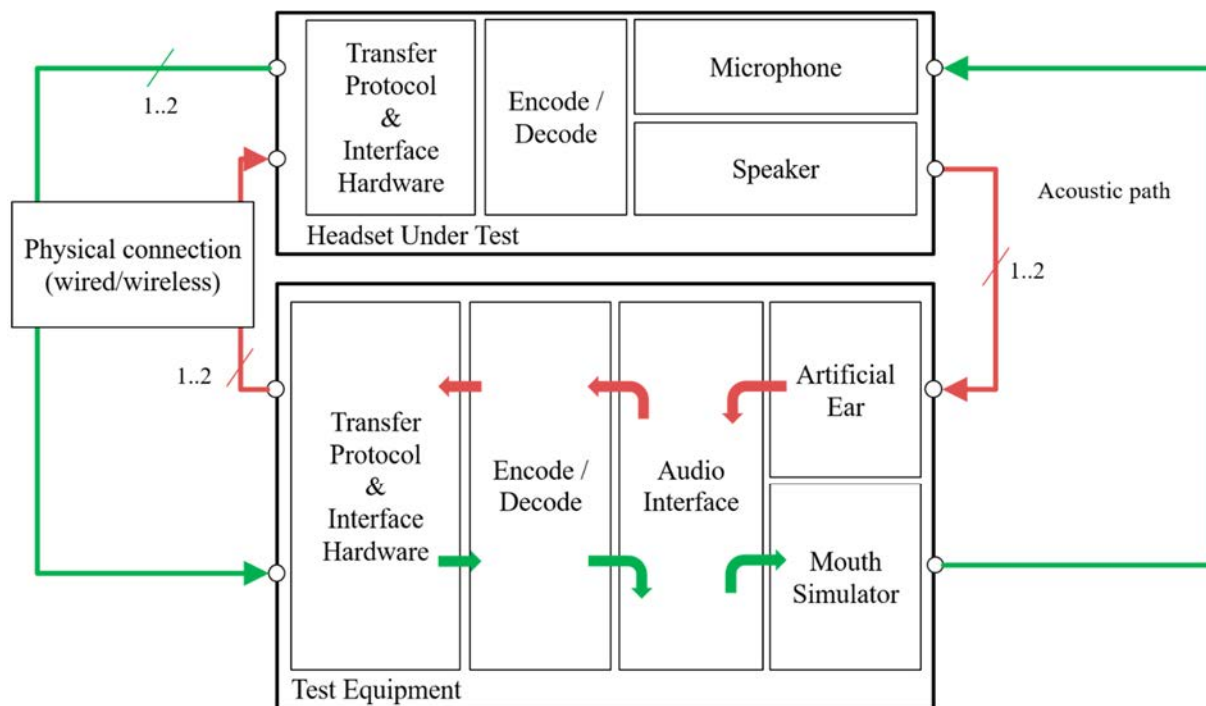 Transfer
Protocol
&
Interface
Hardware
Encode /
Decode
Microphone
Speaker
Headset Under Test
1..2
Physical connection
(wired/wireless)
1..2
Acoustic path
1..2
Transfer
Protocol
&
Interface
Hardware
Encode /
Decode
Audio
Interface
Artificial
Ear
Mouth
Simulator
Test Equipment